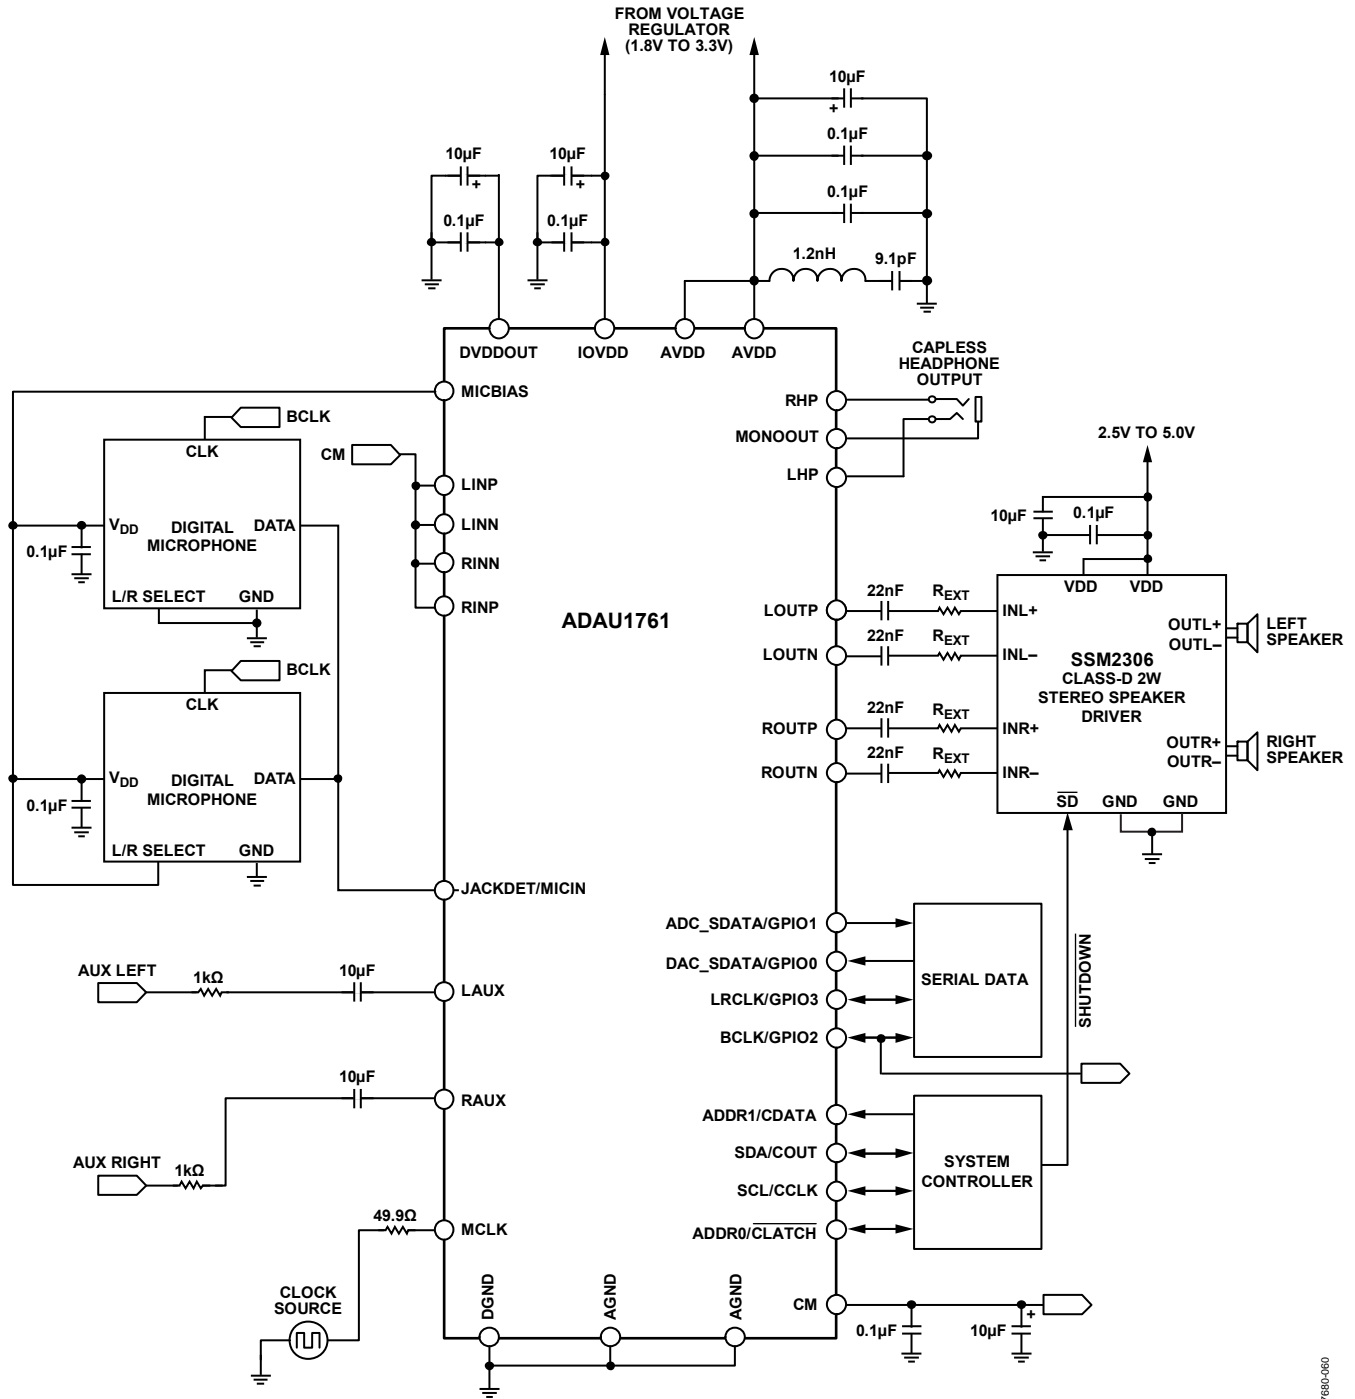 FROM VOLTAGE
REGULATOR
(1.8V TO 3.3V)
10µF
0.1µF
0.1µF
10µF
10µF
0.1µF
0.1µF
1.2nH
9.1pF
DVDDOUT
IOVDD
AVDD
AVDD
CAPLESS
HEADPHONE
OUTPUT
MICBIAS
RHP
MONOOUT
LHP
BCLK
CLK
CM
LINP
LINN
RINN
RINP
VDD
DIGITAL
MICROPHONE
DATA
0.1µF
L/R SELECT
GND
BCLK
CLK
VDD
DIGITAL
MICROPHONE
DATA
0.1µF
L/R SELECT
GND
ADAU1761
2.5V TO 5.0V
10µF
0.1µF
VDD
VDD
LOUTP
22nF
REXT
INL+
LOUTN
22nF
REXT
INL–
ROUTP
22nF
REXT
INR+
ROUTN
22nF
REXT
INR–
SSM2306
CLASS-D 2W
STEREO SPEAKER
DRIVER
OUTL+
OUTL–
LEFT
SPEAKER
OUTR+
OUTR–
RIGHT
SPEAKER
SD
GND
GND
JACKDET/MICIN
AUX LEFT
1kΩ
10µF
LAUX
10µF
RAUX
AUX RIGHT
1kΩ
49.9Ω
MCLK
CLOCK
SOURCE
ADC_SDATA/GPIO1
DAC_SDATA/GPIO0
LRCLK/GPIO3
BCLK/GPIO2
SERIAL DATA
SHUTDOWN
ADDR1/CDATA
SDA/COUT
SCL/CCLK
ADDR0/CLATCH
SYSTEM
CONTROLLER
DGND
AGND
AGND
CM
0.1µF
10µF